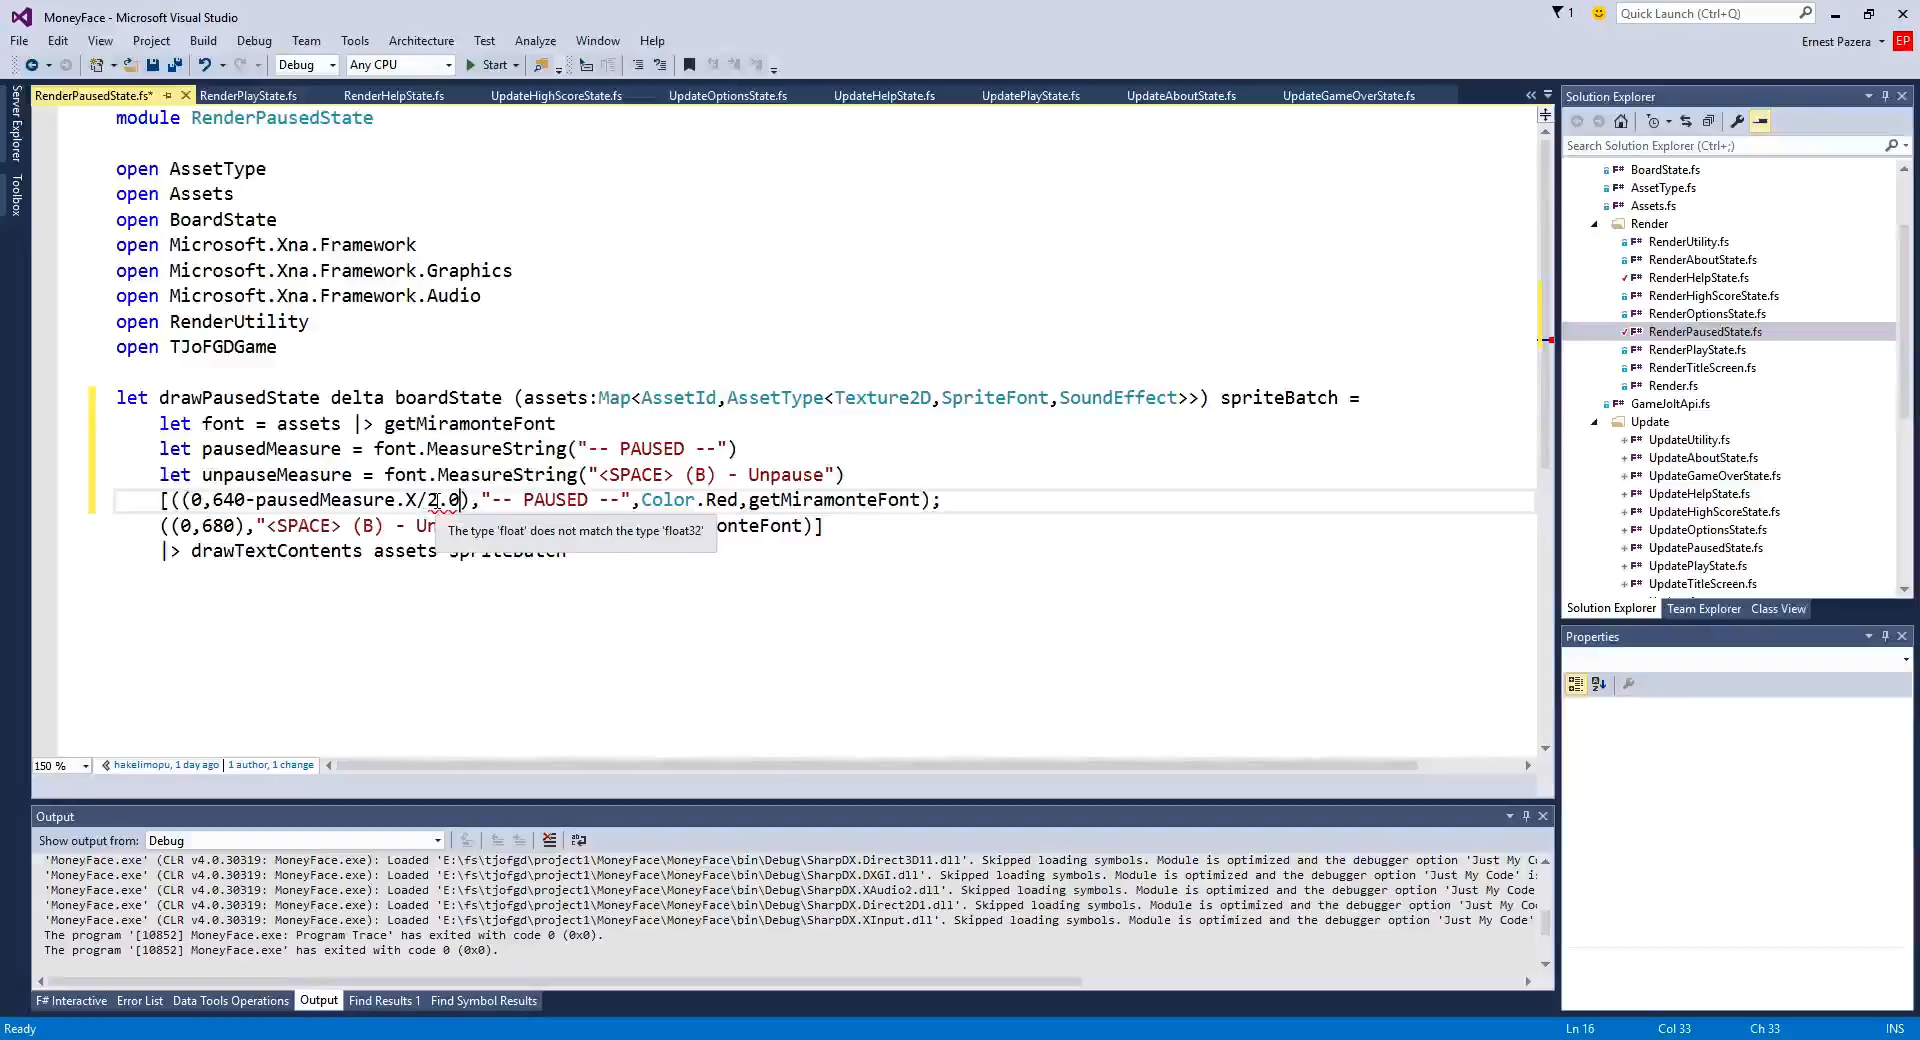 MoneyFace - Microsoft Visual Studio
1
Quick Launch (Ctrl+Q)
File Edit View Project Build Debug Team Tools Architecture Test Analyze Window Help
Ernest Pazera EP
Debug Any CPU Start
Server Explorer
Toolbox
RenderPausedState.fs* RenderPlayState.fs RenderHelpState.fs UpdateHighScoreState.fs UpdateOptionsState.fs UpdateHelpState.fs UpdatePlayState.fs UpdateAboutState.fs UpdateGameOverState.fs
module RenderPausedState
open AssetType
open Assets
open BoardState
open Microsoft.Xna.Framework
open Microsoft.Xna.Framework.Graphics
open Microsoft.Xna.Framework.Audio
open RenderUtility
open TJoFGDGame
let drawPausedState delta boardState (assets:Map<AssetId,AssetType<Texture2D,SpriteFont,SoundEffect>>) spriteBatch =
let font = assets |> getMiramonteFont
let pausedMeasure = font.MeasureString("-- PAUSED --")
let unpauseMeasure = font.MeasureString("<SPACE> (B) - Unpause")
[((0,640-pausedMeasure.X/2.0),"-- PAUSED --",Color.Red,getMiramonteFont);
((0,680),"<SPACE> (B) - Un
The type 'float' does not match the type 'float32'
onteFont)]
|> drawTextContents assets spriteBatch
150 % hakelimopu, 1 day ago | 1 author, 1 change
Output
Show output from: Debug
'MoneyFace.exe' (CLR v4.0.30319: MoneyFace.exe): Loaded 'E:\fs\tjofgd\project1\MoneyFace\MoneyFace\bin\Debug\SharpDX.Direct3D11.dll'. Skipped loading symbols. Module is optimized and the debugger option 'Just My Co
'MoneyFace.exe' (CLR v4.0.30319: MoneyFace.exe): Loaded 'E:\fs\tjofgd\project1\MoneyFace\MoneyFace\bin\Debug\SharpDX.DXGI.dll'. Skipped loading symbols. Module is optimized and the debugger option 'Just My Code' is
'MoneyFace.exe' (CLR v4.0.30319: MoneyFace.exe): Loaded 'E:\fs\tjofgd\project1\MoneyFace\MoneyFace\bin\Debug\SharpDX.XAudio2.dll'. Skipped loading symbols. Module is optimized and the debugger option 'Just My Code
'MoneyFace.exe' (CLR v4.0.30319: MoneyFace.exe): Loaded 'E:\fs\tjofgd\project1\MoneyFace\MoneyFace\bin\Debug\SharpDX.Direct2D1.dll'. Skipped loading symbols. Module is optimized and the debugger option 'Just My Co
'MoneyFace.exe' (CLR v4.0.30319: MoneyFace.exe): Loaded 'E:\fs\tjofgd\project1\MoneyFace\MoneyFace\bin\Debug\SharpDX.XInput.dll'. Skipped loading symbols. Module is optimized and the debugger option 'Just My Code'
The program '[10852] MoneyFace.exe: Program Trace' has exited with code 0 (0x0).
The program '[10852] MoneyFace.exe' has exited with code 0 (0x0).
F# Interactive Error List Data Tools Operations Output Find Results 1 Find Symbol Results
Solution Explorer
Search Solution Explorer (Ctrl+;)
F# BoardState.fs
F# AssetType.fs
F# Assets.fs
Render
F# RenderUtility.fs
F# RenderAboutState.fs
F# RenderHelpState.fs
F# RenderHighScoreState.fs
F# RenderOptionsState.fs
F# RenderPausedState.fs
F# RenderPlayState.fs
F# RenderTitleScreen.fs
F# Render.fs
F# GameJoltApi.fs
Update
F# UpdateUtility.fs
F# UpdateAboutState.fs
F# UpdateGameOverState.fs
F# UpdateHelpState.fs
F# UpdateHighScoreState.fs
F# UpdateOptionsState.fs
F# UpdatePausedState.fs
F# UpdatePlayState.fs
F# UpdateTitleScreen.fs
Solution Explorer Team Explorer Class View
Properties
Ready Ln 16 Col 33 Ch 33 INS